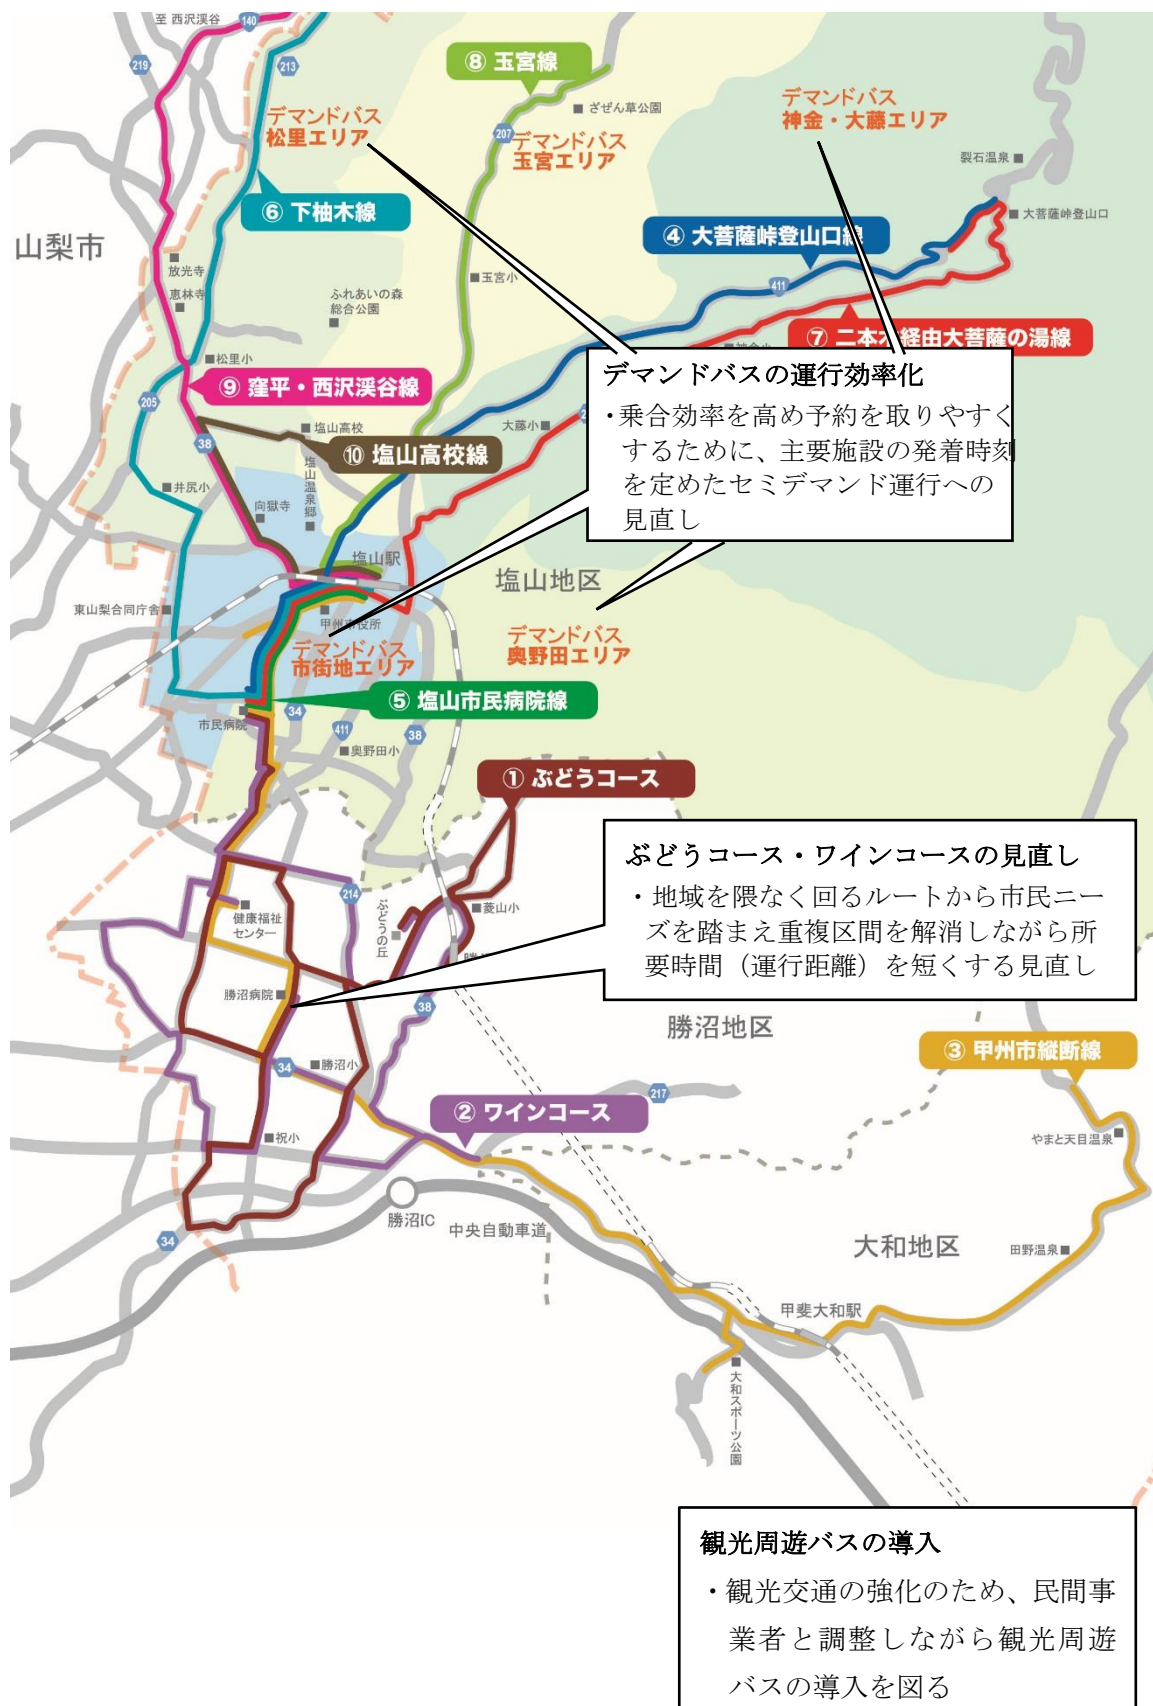 至 西沢渓谷
140
219
213
⑧ 玉宮線
ざぜん草公園
デマンドバス
松里エリア
207
デマンドバス
玉宮エリア
デマンドバス
神金・大藤エリア
裂石温泉
⑥ 下柚木線
大菩薩峠登山口
④ 大菩薩峠登山口線
山梨市
放光寺
恵林寺
ふれあいの森
総合公園
玉宮小
411
⑦ 二本木経由大菩薩の湯線
松里小
⑨ 窪平・西沢渓谷線
205
38
塩山高校
⑩ 塩山高校線
大藤小
デマンドバスの運行効率化
・乗合効率を高め予約を取りやすく
するために、主要施設の発着時刻
を定めたセミデマンド運行への
見直し
井尻小
向嶽寺
塩山温泉郷
塩山駅
塩山地区
東山梨合同庁舎
甲州市役所
デマンドバス
市街地エリア
デマンドバス
奥野田エリア
⑤ 塩山市民病院線
市民病院
34
411
38
奥野田小
① ぶどうコース
ぶどうコース・ワインコースの見直し
・地域を隈なく回るルートから市民ニー
ズを踏まえ重複区間を解消しながら所
要時間（運行距離）を短くする見直し
214
菱山小
ぶどうの丘
健康福祉
センター
勝沼病院
38
勝沼地区
③ 甲州市縦断線
34
勝沼小
217
② ワインコース
祝小
やまと天目温泉
勝沼IC
中央自動車道
34
大和地区
田野温泉
甲斐大和駅
大和スポーツ公園
観光周遊バスの導入
・観光交通の強化のため、民間事
業者と調整しながら観光周遊
バスの導入を図る